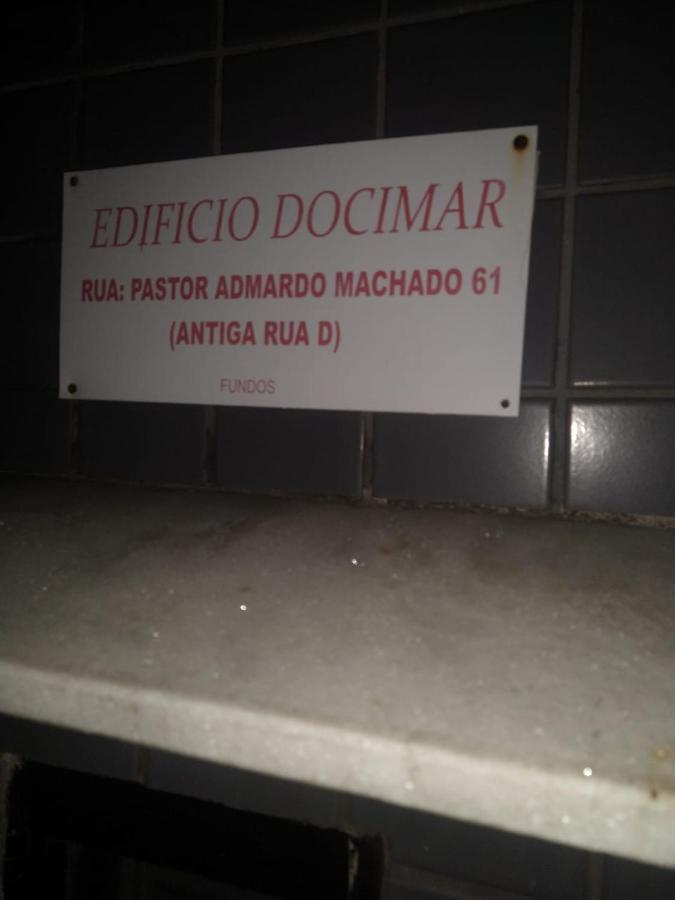 EDIFICIO DOCIMAR
RUA: PASTOR ADMARDO MACHADO 61
(ANTIGA RUA D)
FUNDOS